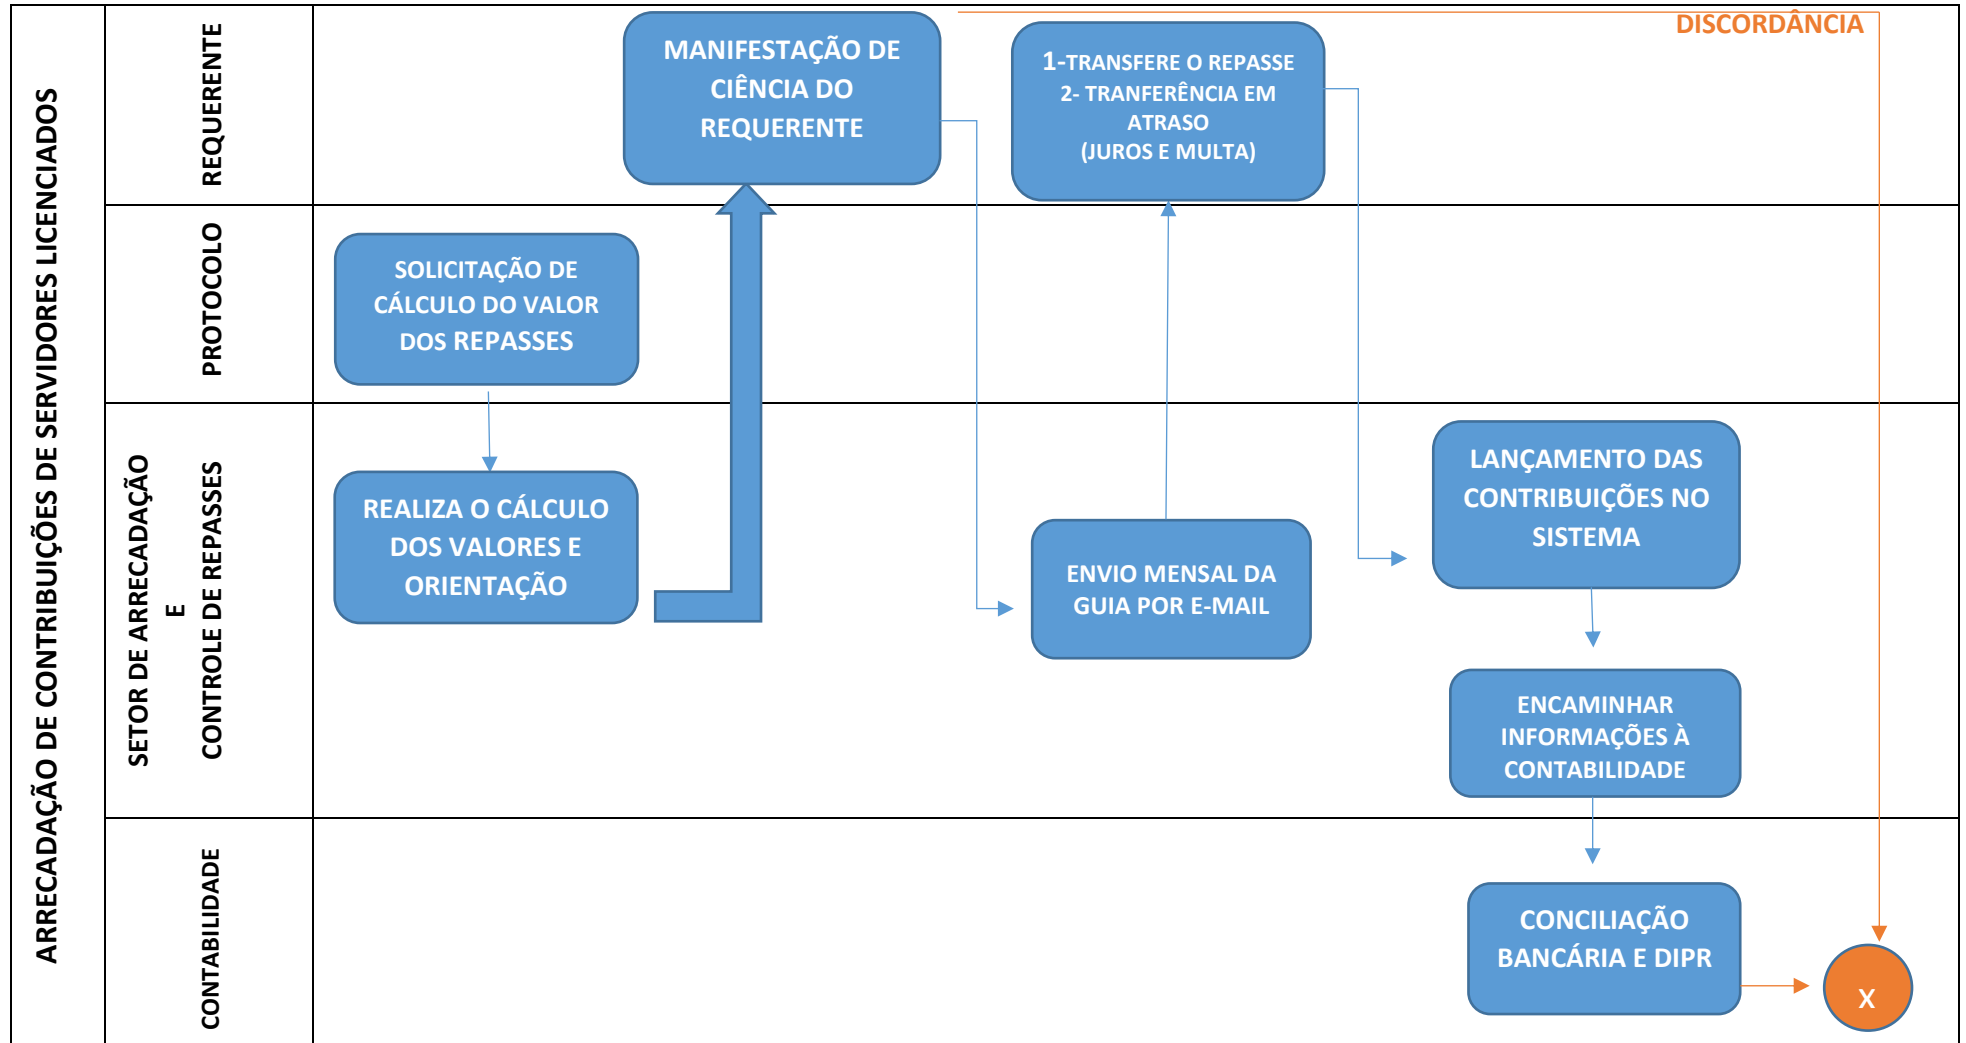 ARRECADAÇÃO DE CONTRIBUIÇÕES DE SERVIDORES LICENCIADOS
REQUERENTE
MANIFESTAÇÃO DE
CIÊNCIA DO
REQUERENTE
1-TRANSFERE O REPASSE
2- TRANFERÊNCIA EM
ATRASO
(JUROS E MULTA)
DISCORDÂNCIA
PROTOCOLO
SOLICITAÇÃO DE
CÁLCULO DO VALOR
DOS REPASSES
SETOR DE ARRECADAÇÃO
E
CONTROLE DE REPASSES
REALIZA O CÁLCULO
DOS VALORES E
ORIENTAÇÃO
ENVIO MENSAL DA
GUIA POR E-MAIL
LANÇAMENTO DAS
CONTRIBUIÇÕES NO
SISTEMA
ENCAMINHAR
INFORMAÇÕES À
CONTABILIDADE
CONTABILIDADE
CONCILIAÇÃO
BANCÁRIA E DIPR
X